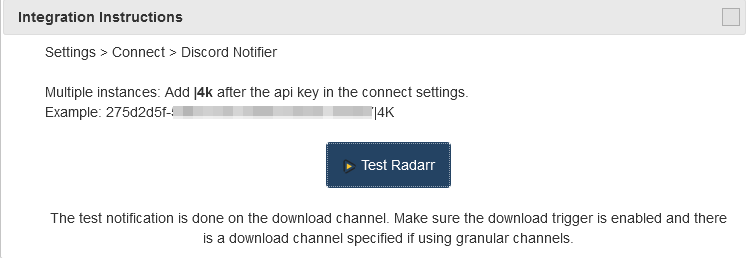 Integration Instructions
Settings > Connect > Discord Notifier
Multiple instances: Add |4k after the api key in the connect settings.
Example: 275d2d5f- |4K
Test Radarr
The test notification is done on the download channel. Make sure the download trigger is enabled and there
is a download channel specified if using granular channels.